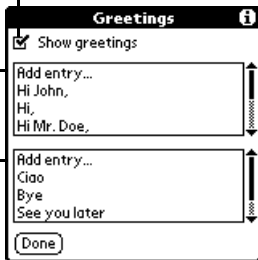 Greetings
Show greetings
Add entry...
Hi John,
Hi,
Hi Mr. Doe,
Add entry...
Ciao
Bye
See you later
Done